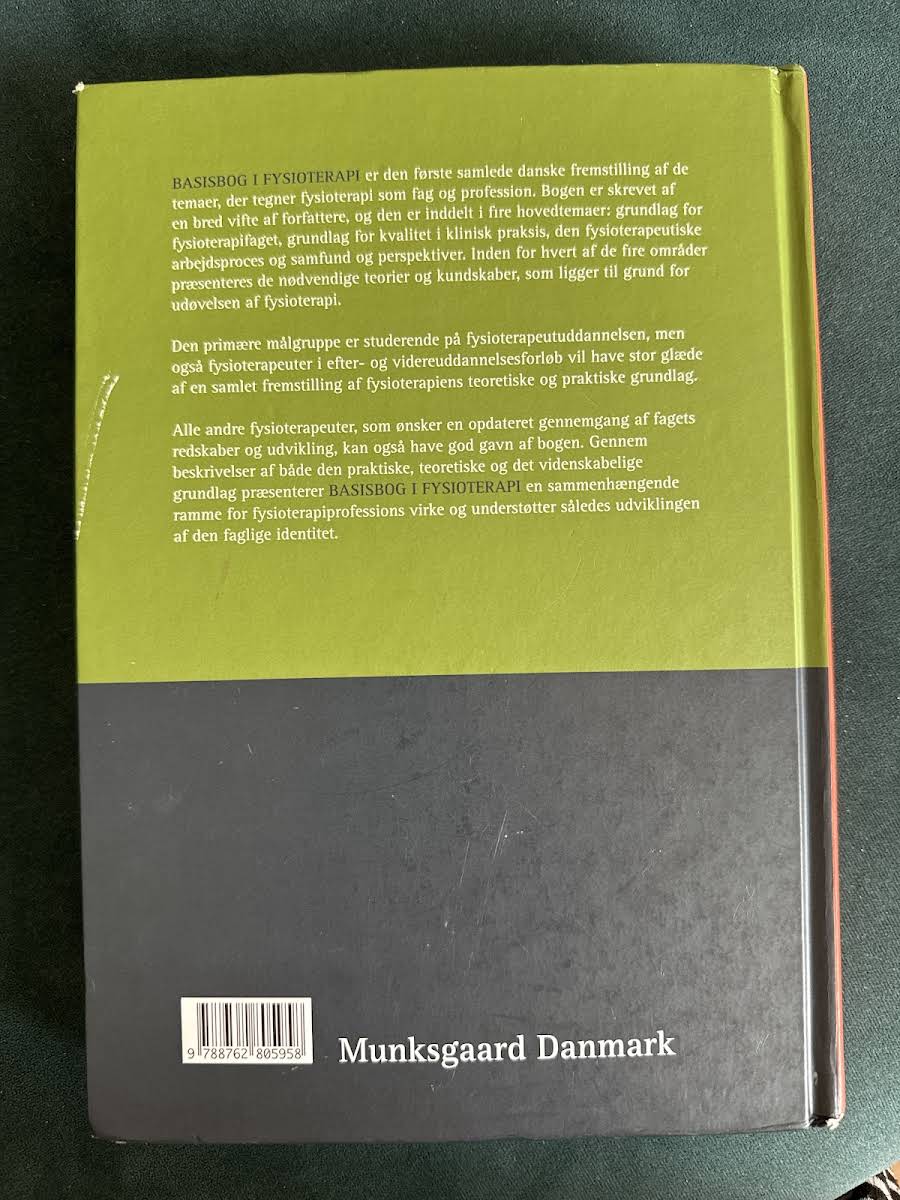 BASISBOG I FYSIOTERAPI er den første samlede danske fremstilling af de
temaer, der tegner fysioterapi som fag og profession. Bogen er skrevet af
en bred vifte af forfattere, og den er inddelt i fire hovedtemaer: grundlag for
fysioterapifaget, grundlag for kvalitet i klinisk praksis, den fysioterapeutiske
arbejdsproces og samfund og perspektiver. Inden for hvert af de fire områder
præsenteres de nødvendige teorier og kundskaber, som ligger til grund for
udøvelsen af fysioterapi.
Den primære målgruppe er studerende på fysioterapeutuddannelsen, men
også fysioterapeuter i efter- og videreuddannelsesforløb vil have stor glæde
af en samlet fremstilling af fysioterapiens teoretiske og praktiske grundlag.
Alle andre fysioterapeuter, som ønsker en opdateret gennemgang af fagets
redskaber og udvikling, kan også have god gavn af bogen. Gennem
beskrivelser af både den praktiske, teoretiske og det videnskabelige
grundlag præsenterer BASISBOG I FYSIOTERAPI en sammenhængende
ramme for fysioterapiprofessions virke og understøtter således udviklingen
af den faglige identitet.
9 788762 805958
Munksgaard Danmark